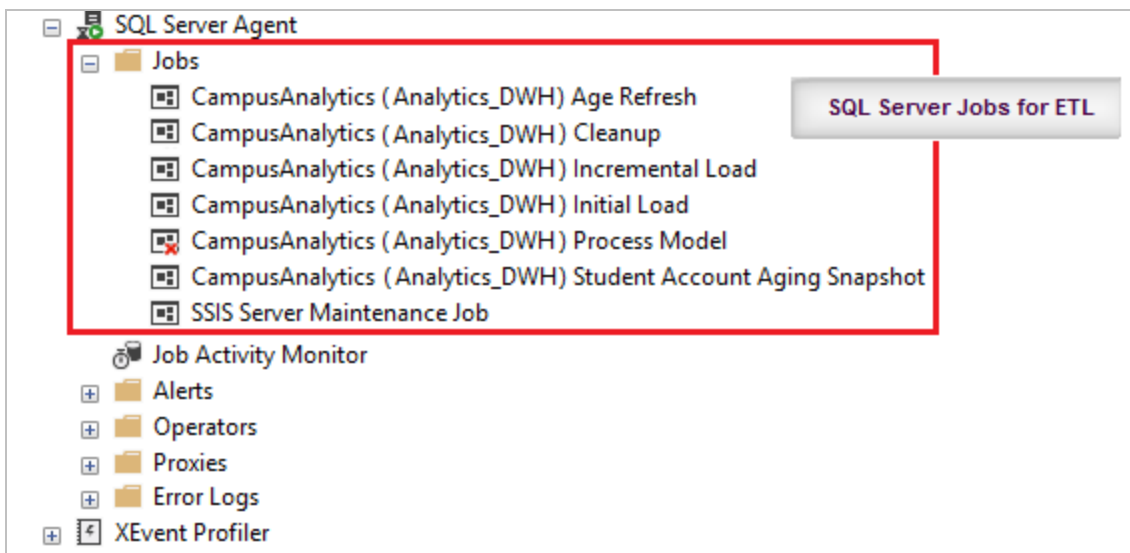 SQL Server Agent
Jobs
CampusAnalytics (Analytics_DWH) Age Refresh
CampusAnalytics (Analytics_DWH) Cleanup
CampusAnalytics (Analytics_DWH) Incremental Load
CampusAnalytics (Analytics_DWH) Initial Load
CampusAnalytics (Analytics_DWH) Process Model
CampusAnalytics (Analytics_DWH) Student Account Aging Snapshot
SSIS Server Maintenance Job
SQL Server Jobs for ETL
Job Activity Monitor
Alerts
Operators
Proxies
Error Logs
XEvent Profiler